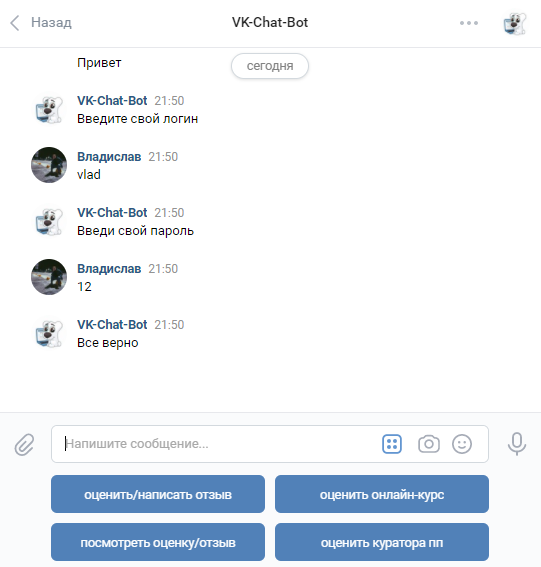 Назад
VK-Chat-Bot
Привет
сегодня
VK-Chat-Bot 21:50
Введите свой логин
Владислав 21:50
vlad
VK-Chat-Bot 21:50
Введи свой пароль
Владислав 21:50
12
VK-Chat-Bot 21:50
Все верно
Напишите сообщение...
оценить/написать отзыв
оценить онлайн-курс
посмотреть оценку/отзыв
оценить куратора пп